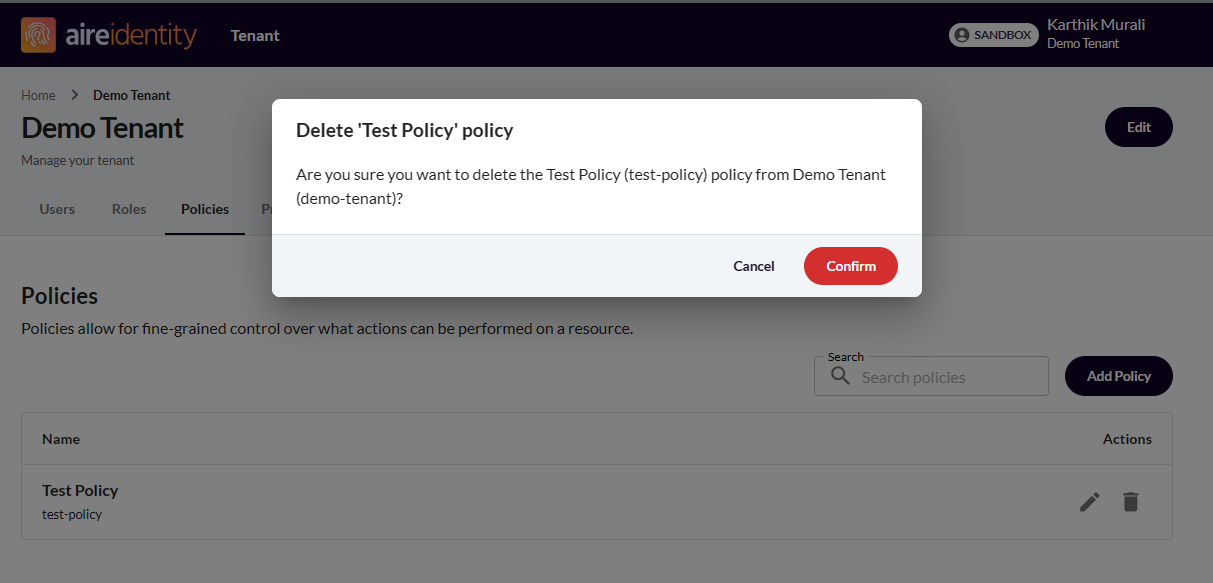 aireidentity
Tenant
SANDBOX
Karthik Murali
Demo Tenant
Home > Demo Tenant
Demo Tenant
Edit
Manage your tenant
Users Roles Policies
Delete 'Test Policy' policy
Are you sure you want to delete the Test Policy (test-policy) policy from Demo Tenant
(demo-tenant)?
Cancel Confirm
Policies
Policies allow for fine-grained control over what actions can be performed on a resource.
Search
Search policies
Add Policy
Name Actions
Test Policy
test-policy